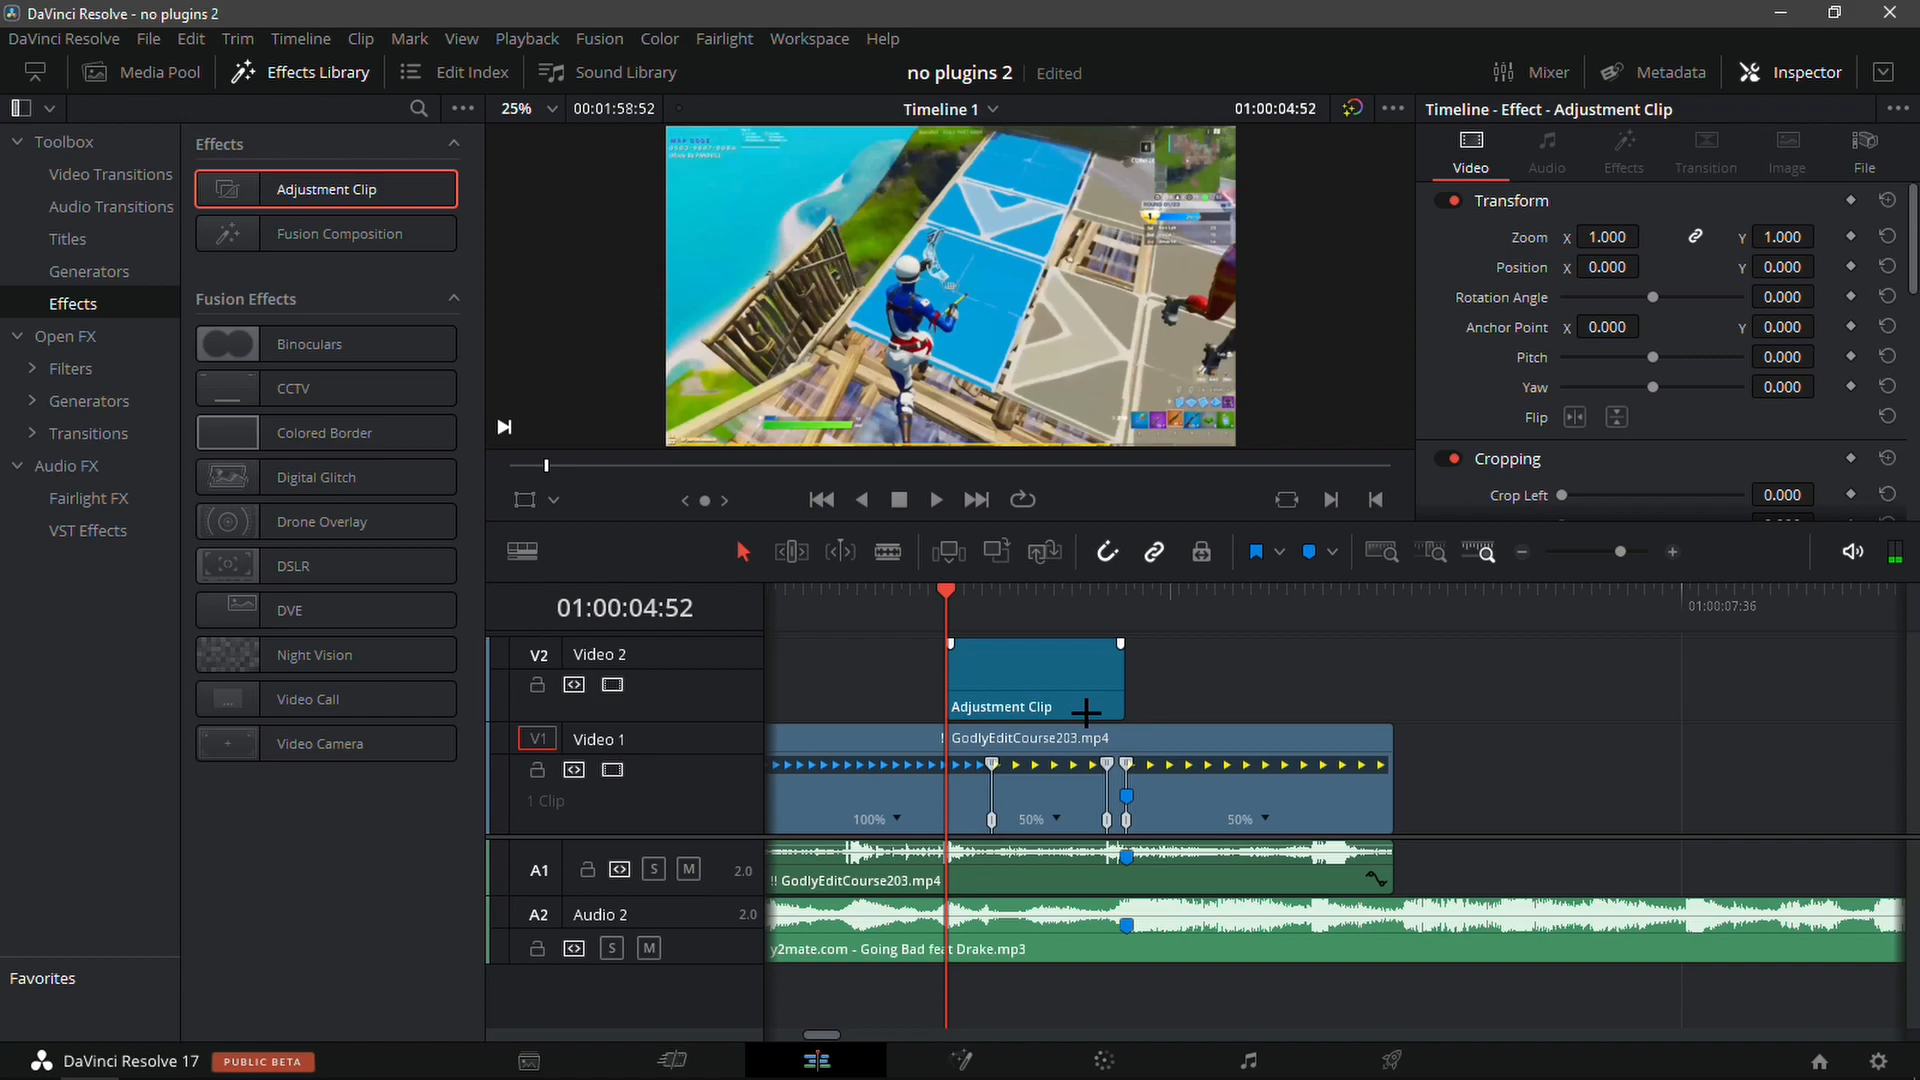 DaVinci Resolve - no plugins 2
DaVinci Resolve File Edit Trim Timeline Clip Mark View Playback Fusion Color Fairlight Workspace Help
Media Pool Effects Library Edit Index Sound Library no plugins 2 Edited Mixer Metadata Inspector
25% 00:01:58:52 Timeline 1 01:00:04:52 Timeline - Effect - Adjustment Clip
Toolbox
Video Transitions
Audio Transitions
Titles
Generators
Effects
Open FX
Filters
Generators
Transitions
Audio FX
Fairlight FX
VST Effects
Favorites
Effects
Adjustment Clip
Fusion Composition
Fusion Effects
Binoculars
CCTV
Colored Border
Digital Glitch
Drone Overlay
DSLR
DVE
Night Vision
Video Call
Video Camera
MAP CODE
Video Audio Effects Transition Image File
Transform
Zoom X 1.000 Y 1.000
Position X 0.000 Y 0.000
Rotation Angle 0.000
Anchor Point X 0.000 Y 0.000
Pitch 0.000
Yaw 0.000
Flip
Cropping
Crop Left 0.000
01:00:04:52
01:00:07:36
V2 Video 2
Adjustment Clip
V1 Video 1
GodlyEditCourse203.mp4
1 Clip
100% 50% 50%
A1 S M 2.0
!! GodlyEditCourse203.mp4
A2 Audio 2 2.0
S M
y2mate.com - Going Bad feat Drake.mp3
DaVinci Resolve 17 PUBLIC BETA